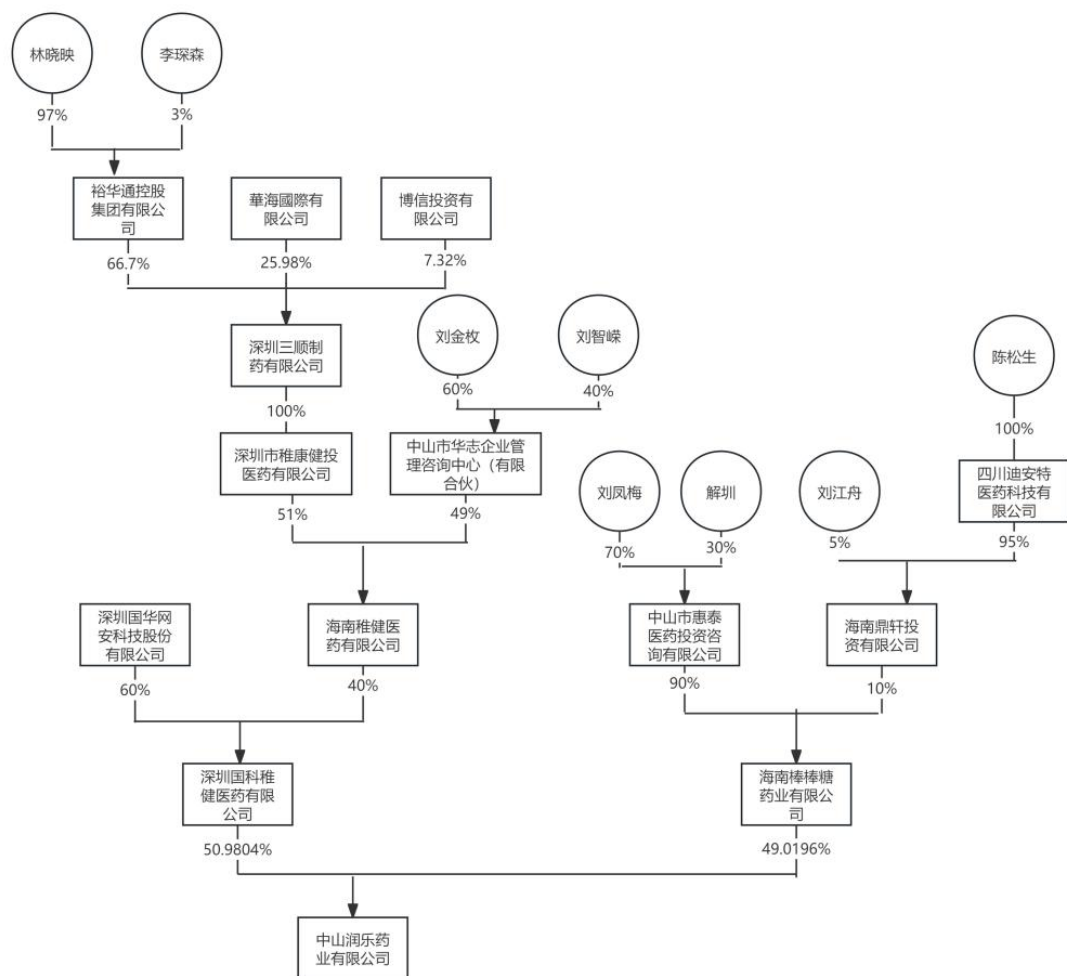 林晓映
李琛森
97%
3%
裕华通控股
集团有限公
司
華海國際有
限公司
博信投资有
限公司
66.7%
25.98%
7.32%
深圳三顺制
药有限公司
刘金枚
刘智嵘
陈松生
60%
40%
100%
100%
深圳市稚康健投
医药有限公司
中山市华志企业管
理咨询中心（有限
合伙）
刘凤梅
解圳
刘江舟
四川迪安特
医药科技有
限公司
51%
49%
70%
30%
5%
95%
深圳国华网
安科技股份
有限公司
海南稚健医
药有限公司
中山市惠泰
医药投资咨
询有限公司
海南鼎轩投
资有限公司
60%
40%
90%
10%
深圳国科稚
健医药有限
公司
海南棒棒糖
药业有限公
司
50.9804%
49.0196%
中山润乐药
业有限公司